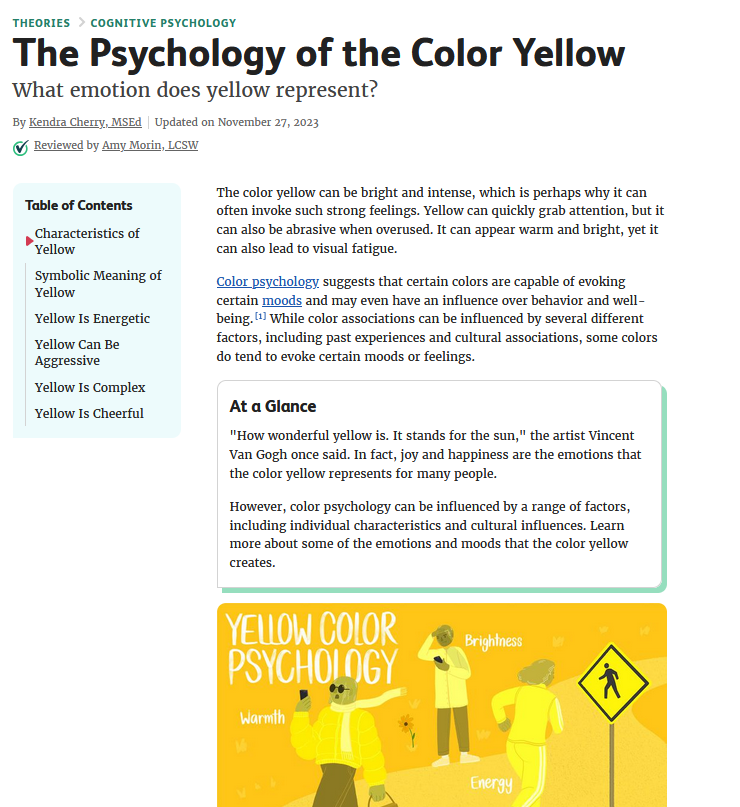 THEORIES > COGNITIVE PSYCHOLOGY
The Psychology of the Color Yellow
What emotion does yellow represent?
By Kendra Cherry, MSEd | Updated on November 27, 2023
Reviewed by Amy Morin, LCSW
Table of Contents
Characteristics of
Yellow
Symbolic Meaning of
Yellow
Yellow Is Energetic
Yellow Can Be
Aggressive
Yellow Is Complex
Yellow Is Cheerful
The color yellow can be bright and intense, which is perhaps why it can
often invoke such strong feelings. Yellow can quickly grab attention, but it
can also be abrasive when overused. It can appear warm and bright, yet it
can also lead to visual fatigue.
Color psychology suggests that certain colors are capable of evoking
certain moods and may even have an influence over behavior and well-
being.[1] While color associations can be influenced by several different
factors, including past experiences and cultural associations, some colors
do tend to evoke certain moods or feelings.
At a Glance
"How wonderful yellow is. It stands for the sun," the artist Vincent
Van Gogh once said. In fact, joy and happiness are the emotions that
the color yellow represents for many people.
However, color psychology can be influenced by a range of factors,
including individual characteristics and cultural influences. Learn
more about some of the emotions and moods that the color yellow
creates.
YELLOW COLOR
PSYCHOLOGY
Brightness
Warmth
Energy